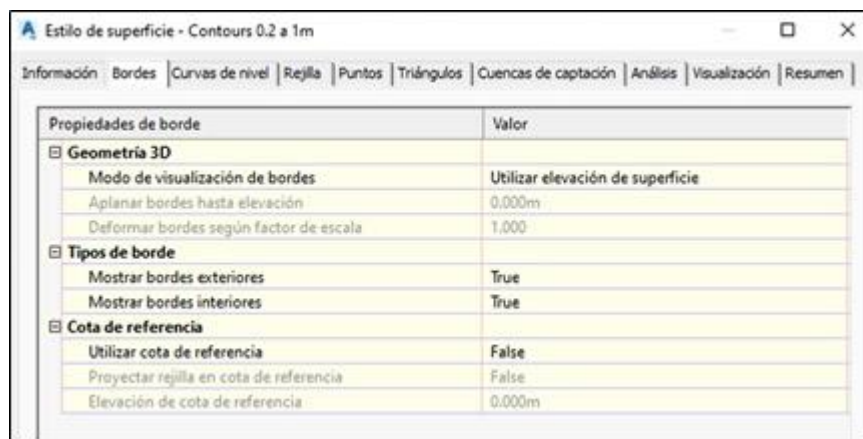 Estilo de superficie - Contours 0.2 a 1m
Información Bordes Curvas de nivel Rejilla Puntos Triángulos Cuencas de captación Análisis Visualización Resumen
Propiedades de borde Valor
Geometría 3D
Modo de visualización de bordes Utilizar elevación de superficie
Aplanar bordes hasta elevación 0.000m
Deformar bordes según factor de escala 1.000
Tipos de borde
Mostrar bordes exteriores True
Mostrar bordes interiores True
Cota de referencia
Utilizar cota de referencia False
Proyectar rejilla en cota de referencia False
Elevación de cota de referencia 0.000m